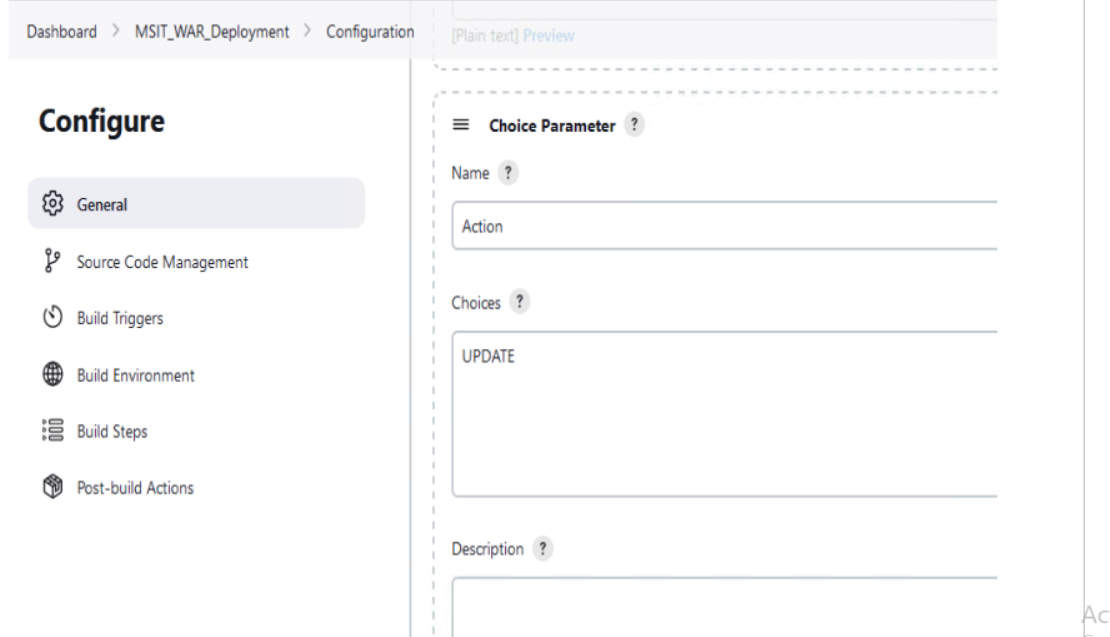 Dashboard > MSIT_WAR_Deployment > Configuration
[Plain text] Preview
Configure
General
Source Code Management
Build Triggers
Build Environment
Build Steps
Post-build Actions
Choice Parameter ?
Name ?
Action
Choices ?
UPDATE
Description ?
Ac